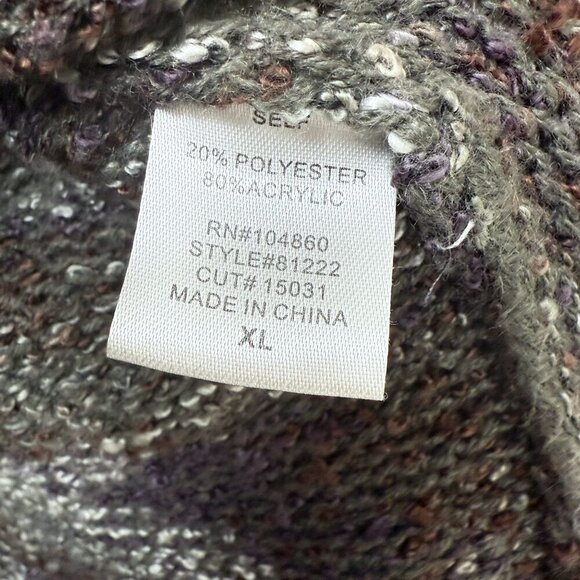 SELF
20% POLYESTER
80%ACRYLIC
RN#104860
STYLE#81222
CUT# 15031
MADE IN CHINA
XL